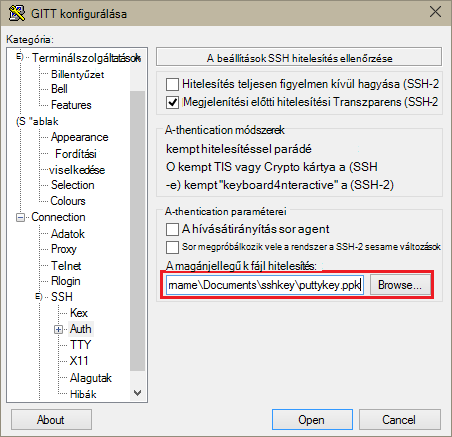 GITT konfigurálása
Kategória:
Terminálszolgáltatások
Billentyűzet
Bell
Features
(S "ablak
Appearance
Fordítási
viselkedése
Selection
Colours
Connection
Adatok
Proxy
Telnet
Rlogin
SSH
Kex
Auth
TTY
X11
Alagutak
Hibák
A beállítások SSH hitelesítés ellenőrzése
Hitelesítés teljesen figyelmen kívül hagyása (SSH-2
Megjelenítési előtti hitelesítési Transzparens (SSH-2
A-thentication módszerek
kempt hitelesítéssel parádé
O kempt TIS vagy Crypto kártya a (SSH
-e) kempt "keyboard4nteractive" a (SSH-2)
A-thentication paraméterei
A hívásátirányítás sor agent
Sor megpróbálkozik vele a rendszer a SSH-2 sesame változások
A magánjellegű k fájl hitelesítés:
mame\Documents\sshkey\puttykey.ppk
Browse...
About
Open
Cancel